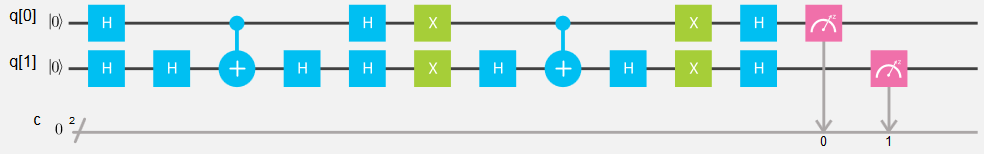 q[0] |0⟩ H H X X H z
q[1] |0⟩ H H + H H X H + H X H z
c 0 2
0 1